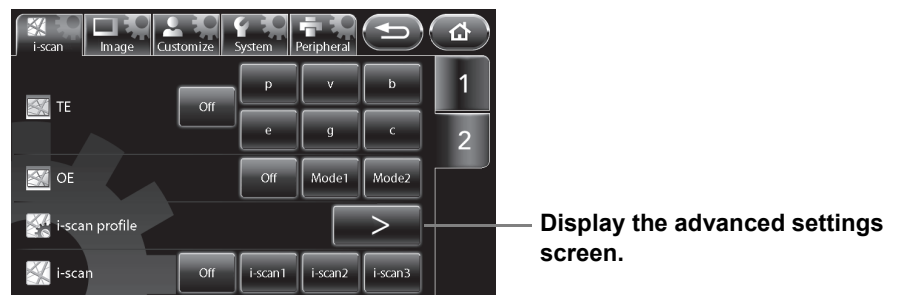 i-scan Image Customize System Peripheral
1
2
TE Off p v b
e g c
OE Off Mode1 Mode2
i-scan profile >
i-scan Off i-scan1 i-scan2 i-scan3
Display the advanced settings
screen.